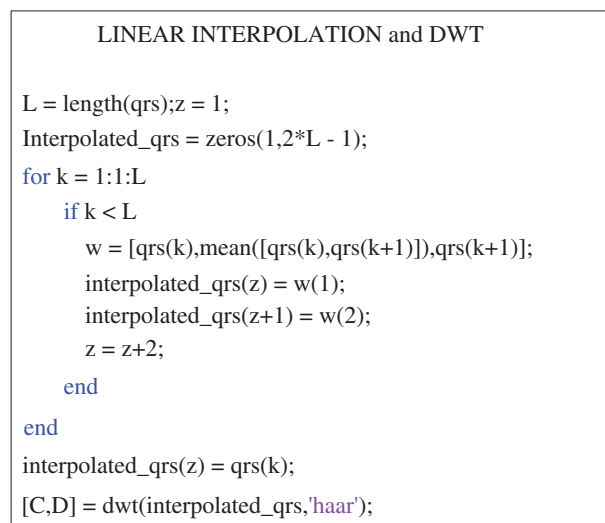 LINEAR INTERPOLATION and DWT
L = length(qrs);z = 1;
Interpolated_qrs = zeros(1,2*L - 1);
for k = 1:1:L
if k < L
w = [qrs(k),mean([qrs(k),qrs(k+1)]),qrs(k+1)];
interpolated_qrs(z) = w(1);
interpolated_qrs(z+1) = w(2);
z = z+2;
end
end
interpolated_qrs(z) = qrs(k);
[C,D] = dwt(interpolated_qrs,'haar');